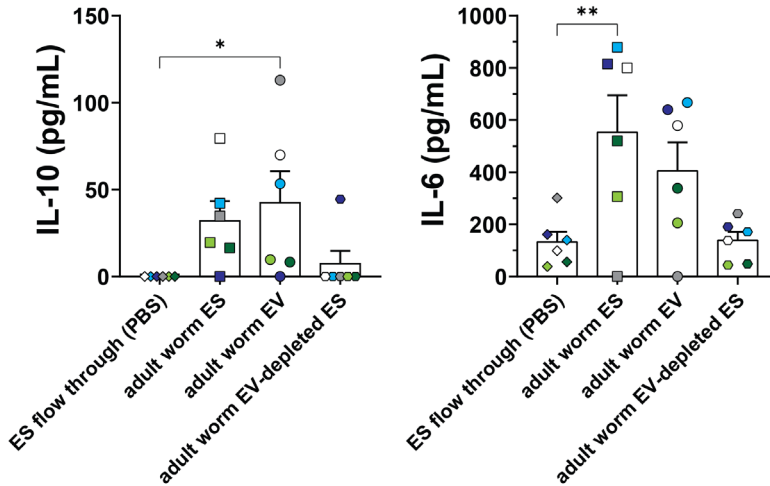 IL-10 (pg/mL)
150
100
50
0
*
ES flow through (PBS)
adult worm ES
adult worm EV
adult worm EV-depleted ES
IL-6 (pg/mL)
1000
800
600
400
200
0
**
ES flow through (PBS)
adult worm ES
adult worm EV
adult worm EV-depleted ES